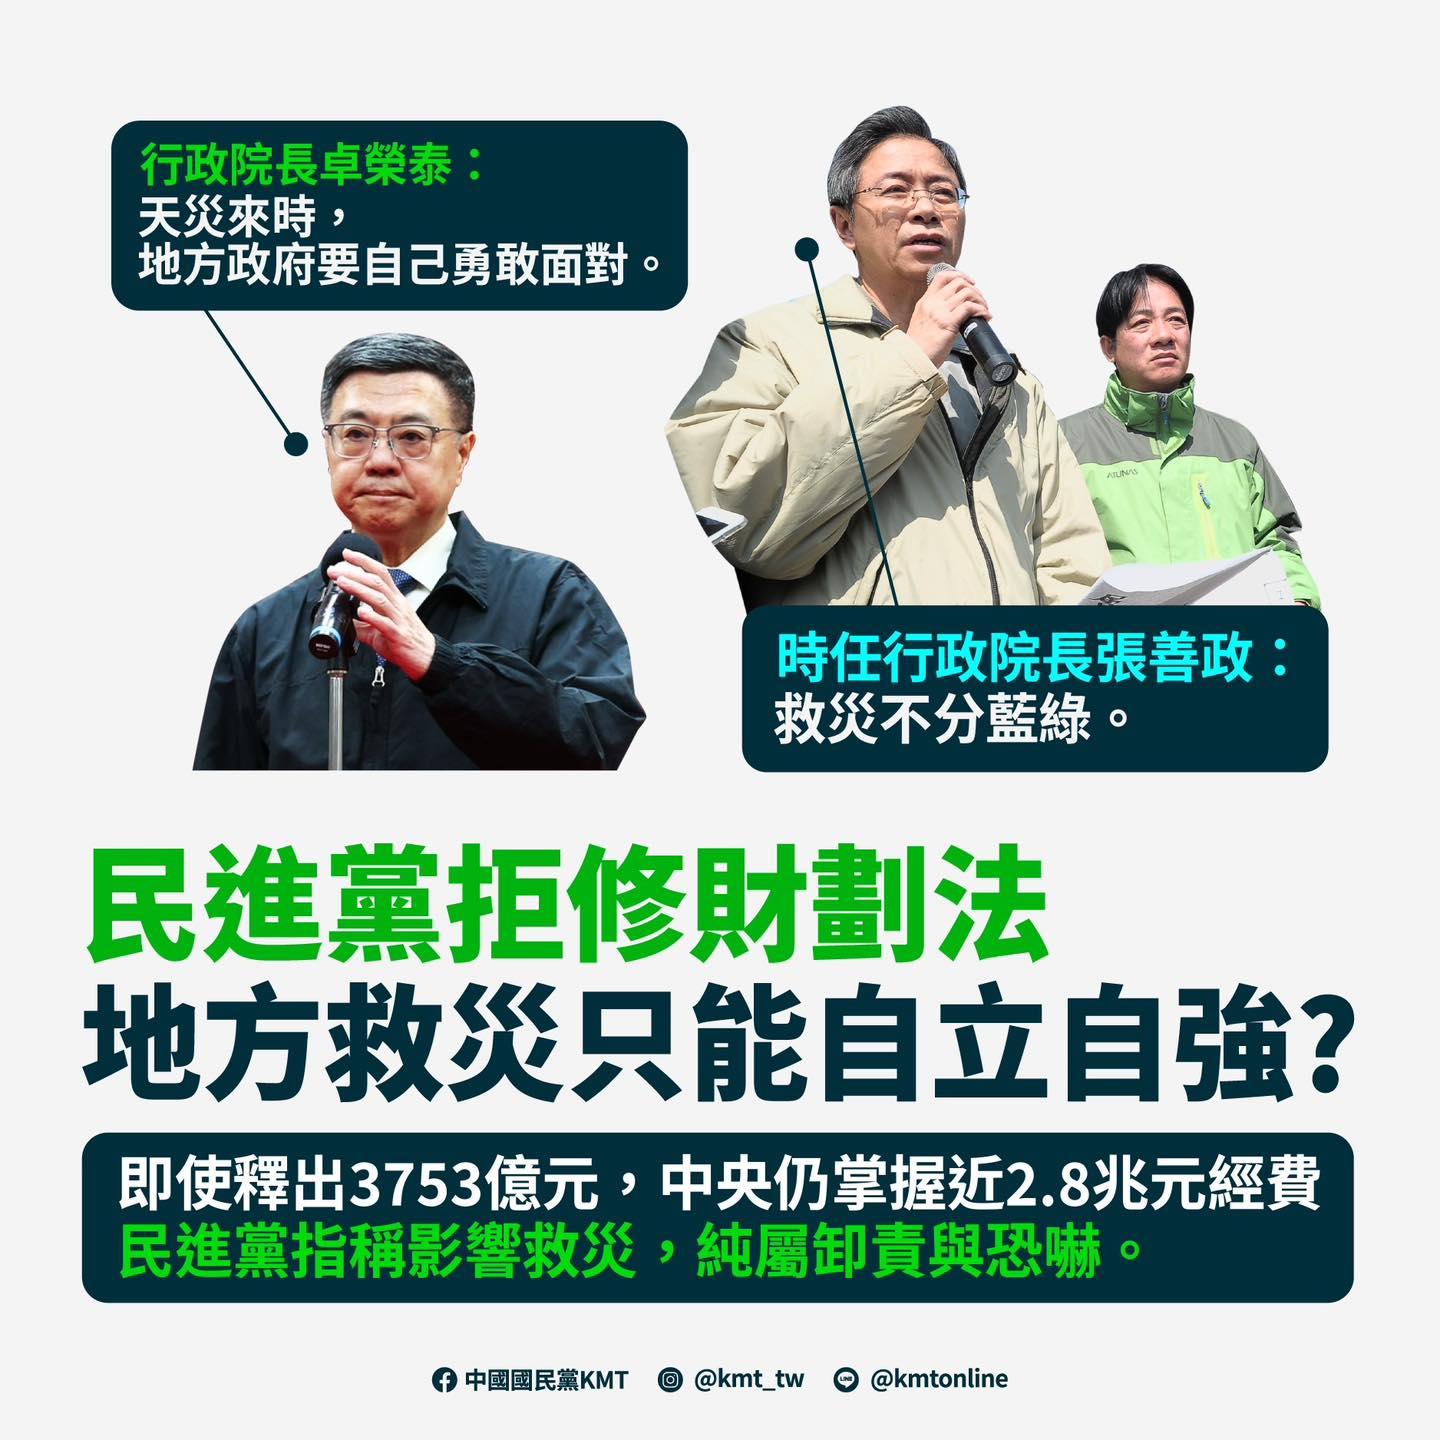 行政院長卓榮泰：
天災來時，
地方政府要自己勇敢面對。
ATUNAS
時任行政院長張善政：
救災不分藍綠。
民進黨拒修財劃法
地方救災只能自立自強?
即使釋出3753億元，中央仍掌握近2.8兆元經費
民進黨指稱影響救災，純屬卸責與恐嚇。
中國國民黨KMT @kmt_tw LINE @kmtonline